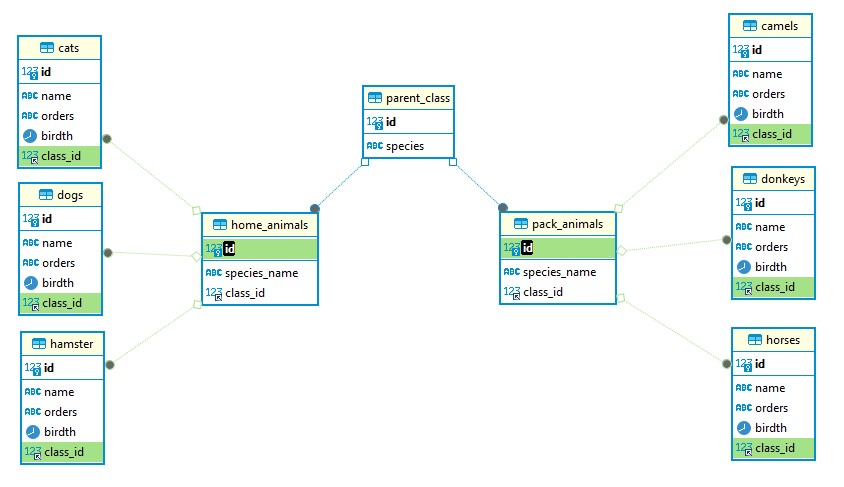 cats
123 id
ABC name
ABC orders
birdth
123 class_id
dogs
123 id
ABC name
ABC orders
birdth
123 class_id
hamster
123 id
ABC name
ABC orders
birdth
123 class_id
parent_class
123 id
ABC species
home_animals
123 id
ABC species_name
123 class_id
pack_animals
123 id
ABC species_name
123 class_id
camels
123 id
ABC name
ABC orders
birdth
123 class_id
donkeys
123 id
ABC name
ABC orders
birdth
123 class_id
horses
123 id
ABC name
ABC orders
birdth
123 class_id